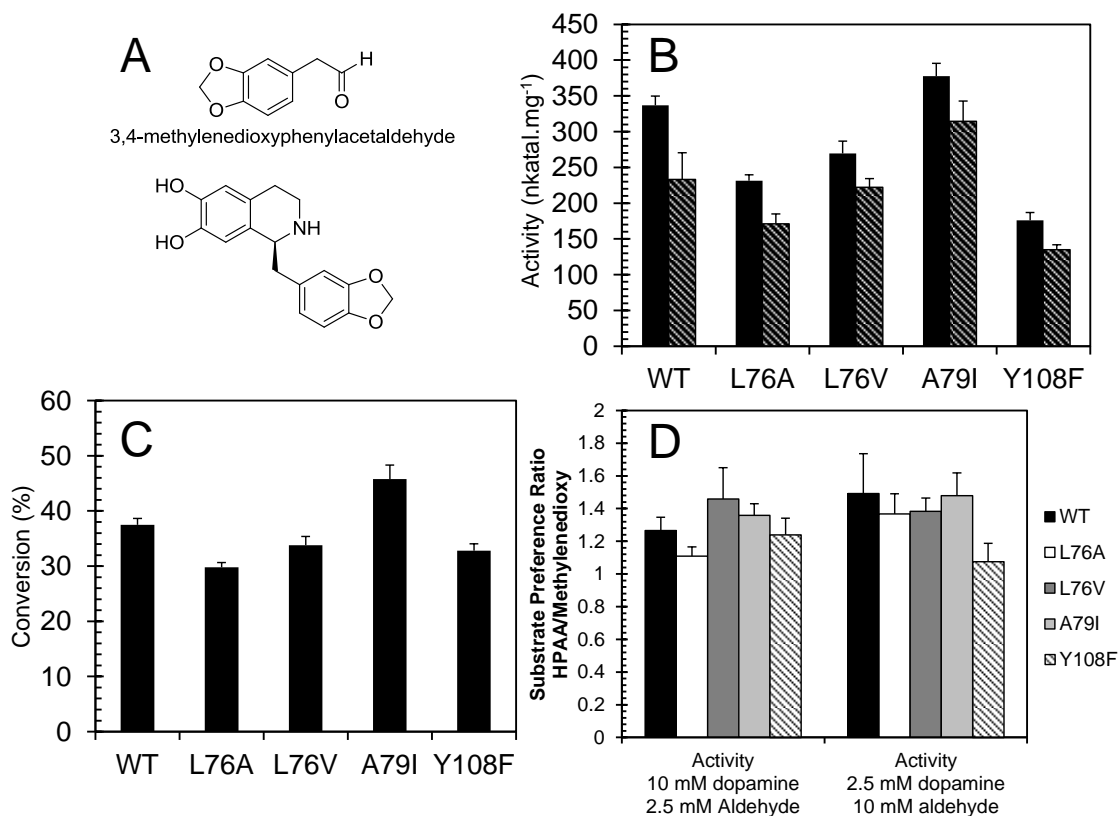 A
H
O
O
O
3,4-methylenedioxyphenylacetaldehyde
HO
HO
NH
O
O
B
Activity (nkatal.mg⁻¹)
450
400
350
300
250
200
150
100
50
0
WT L76A L76V A79I Y108F
C
Conversion (%)
60
50
40
30
20
10
0
WT L76A L76V A79I Y108F
D
Substrate Preference Ratio
HPAA/Methylenedioxy
2
1.8
1.6
1.4
1.2
1
0.8
0.6
0.4
0.2
0
Activity
10 mM dopamine
2.5 mM Aldehyde
Activity
2.5 mM dopamine
10 mM aldehyde
WT
L76A
L76V
A79I
Y108F